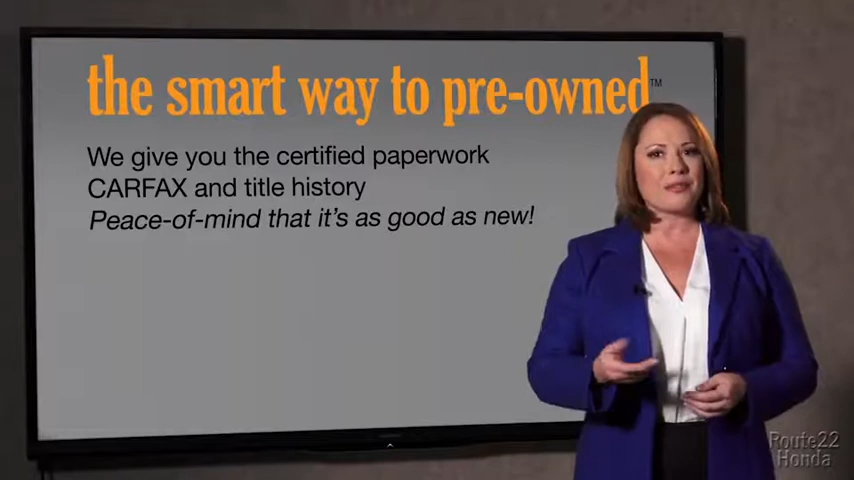 the smart way to pre-owned™
We give you the certified paperwork
CARFAX and title history
Peace-of-mind that it's as good as new!
Route22
Honda